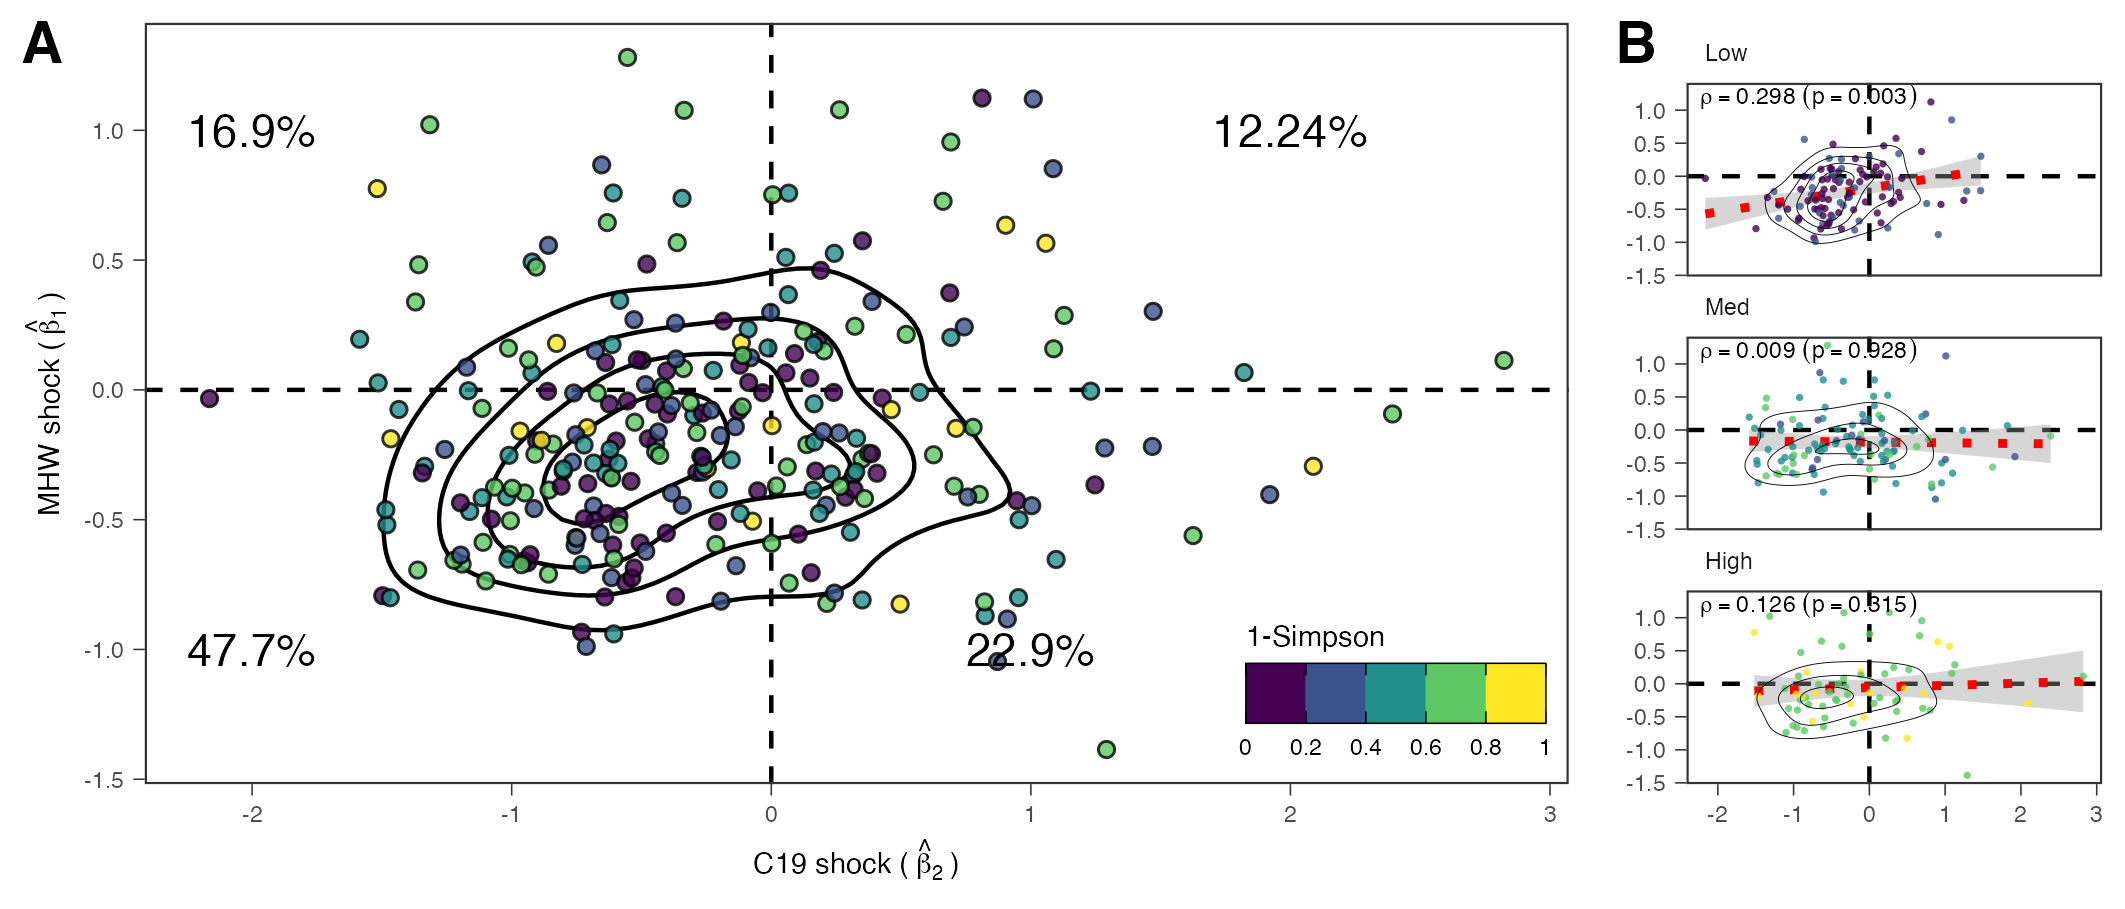 A
16.9%
12.24%
47.7%
22.9%
1.0
0.5
0.0
-0.5
-1.0
-1.5
-2
-1
0
1
2
3
MHW shock ( β̂₁ )
C19 shock ( β̂₂ )
1-Simpson
0 0.2 0.4 0.6 0.8 1
B
Low
ρ = 0.298 (p = 0.003)
1.0
0.5
0.0
-0.5
-1.0
-1.5
Med
ρ = 0.009 (p = 0.928)
1.0
0.5
0.0
-0.5
-1.0
-1.5
High
ρ = 0.126 (p = 0.315)
1.0
0.5
0.0
-0.5
-1.0
-1.5
-2 -1 0 1 2 3